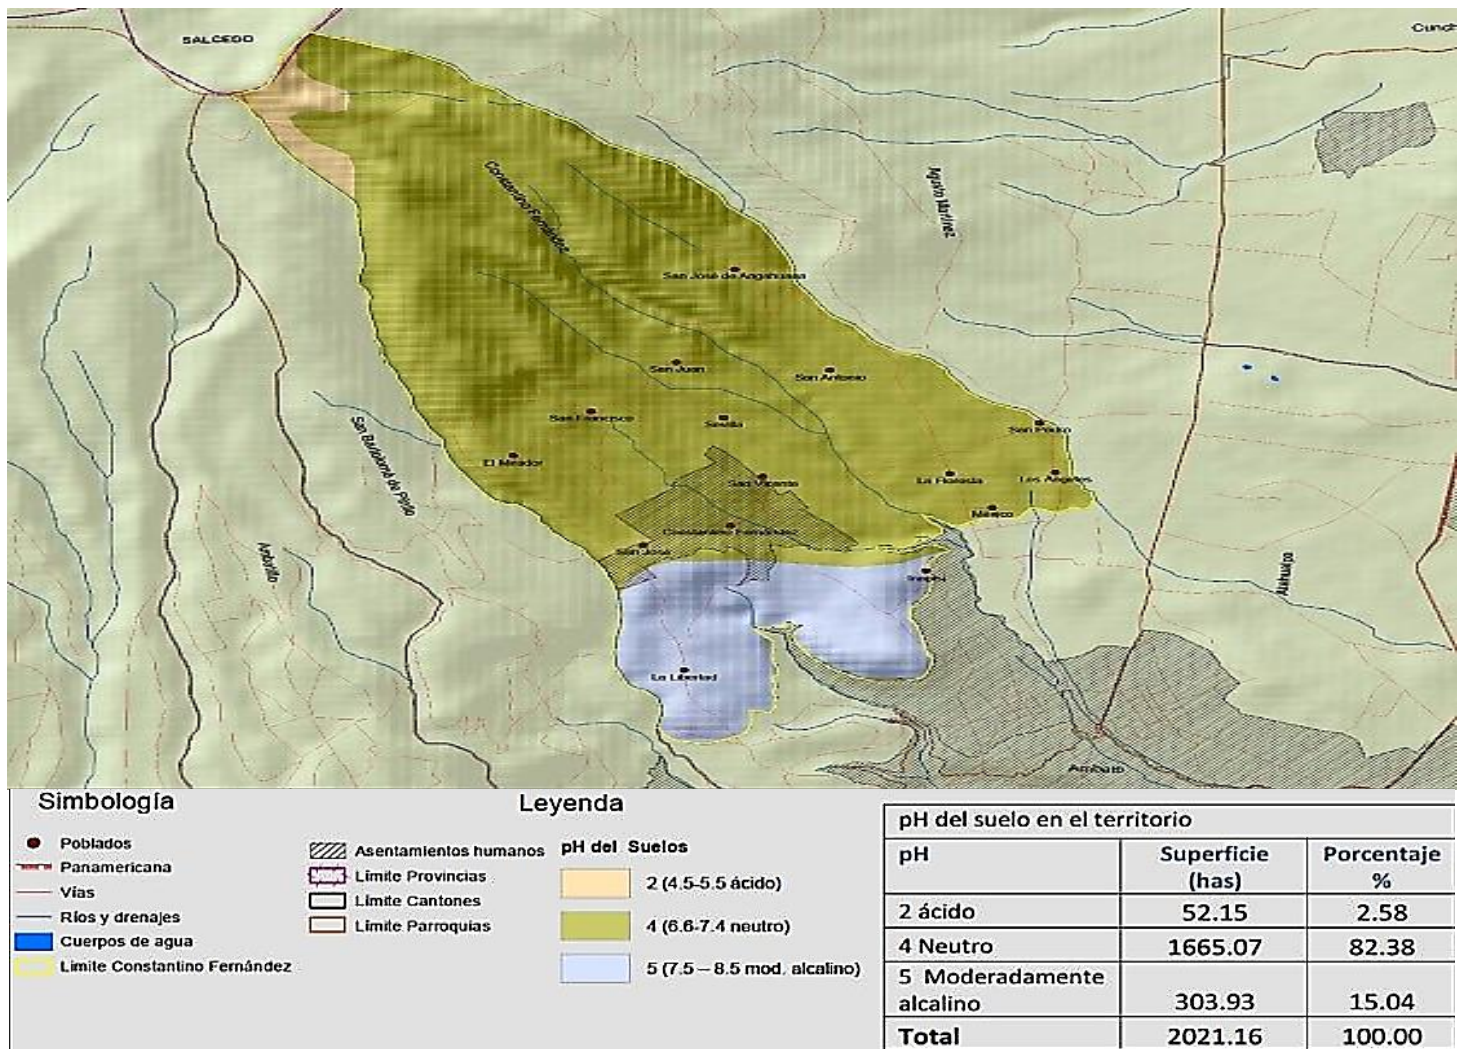 SALCEDO
Cunch
Constantino Fernández
Agusto Martínez
San José de Angahuana
San Juan
San Antonio
San Francisco
Sevilla
San Pedro
El Mirador
San Vicente
La Floresta
Los Angeles
San Bartolomé de Pinllo
México
Constantino Fernández
San José
Ambatillo
Atahualpa
La Libertad
Ambato
Simbología
Poblados
Panamericana
Vías
Ríos y drenajes
Cuerpos de agua
Límite Constantino Fernández
Asentamientos humanos
Límite Provincias
Límite Cantones
Límite Parroquias
Leyenda
pH del Suelos
2 (4.5-5.5 ácido)
4 (6.6-7.4 neutro)
5 (7.5 – 8.5 mod. alcalino)
pH del suelo en el territorio
pH Superficie (has) Porcentaje %
2 ácido 52.15 2.58
4 Neutro 1665.07 82.38
5 Moderadamente alcalino 303.93 15.04
Total 2021.16 100.00